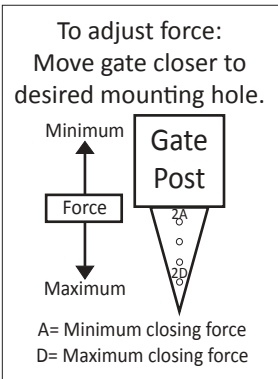 To adjust force:
Move gate closer to
desired mounting hole.
Minimum
Gate
Post
Force
2A
2D
Maximum
A= Minimum closing force
D= Maximum closing force